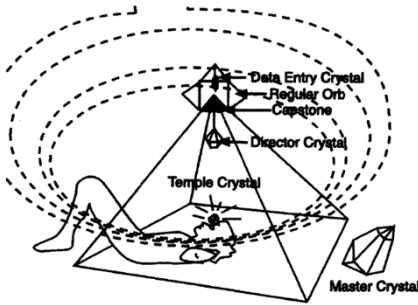 Data Entry Crystal
Regular Orb
Capstone
Director Crystal
Temple Crystal
Master Crystal